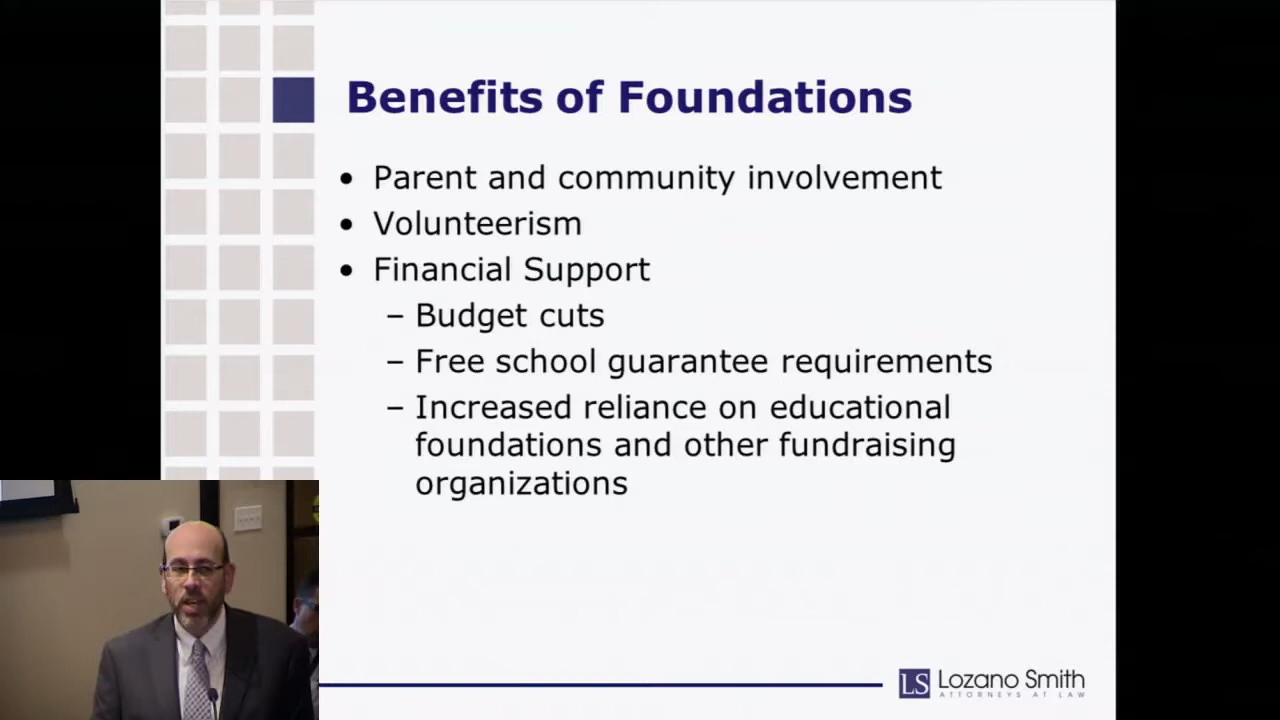 Benefits of Foundations
• Parent and community involvement
• Volunteerism
• Financial Support
– Budget cuts
– Free school guarantee requirements
– Increased reliance on educational
foundations and other fundraising
organizations
LS Lozano Smith
ATTORNEYS AT LAW